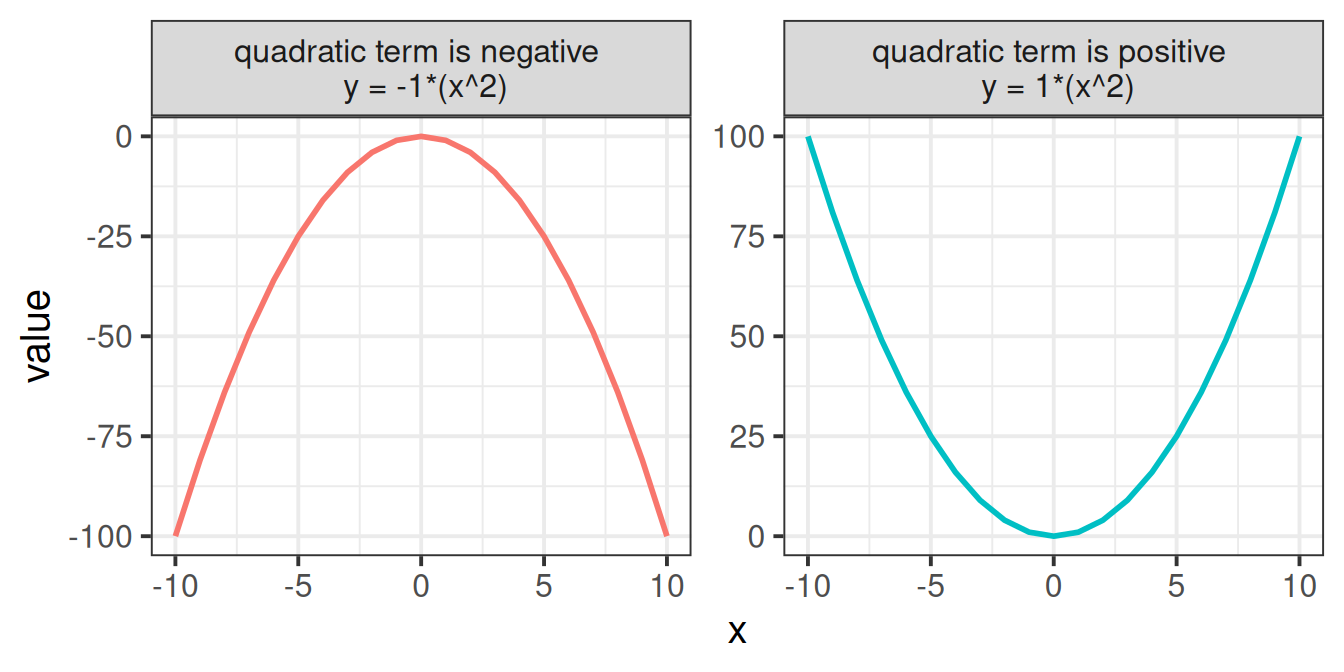 quadratic term is negative
y = -1*(x^2)
quadratic term is positive
y = 1*(x^2)
value
0
-25
-50
-75
-100
-10 -5 0 5 10
100
75
50
25
0
-10 -5 0 5 10
x